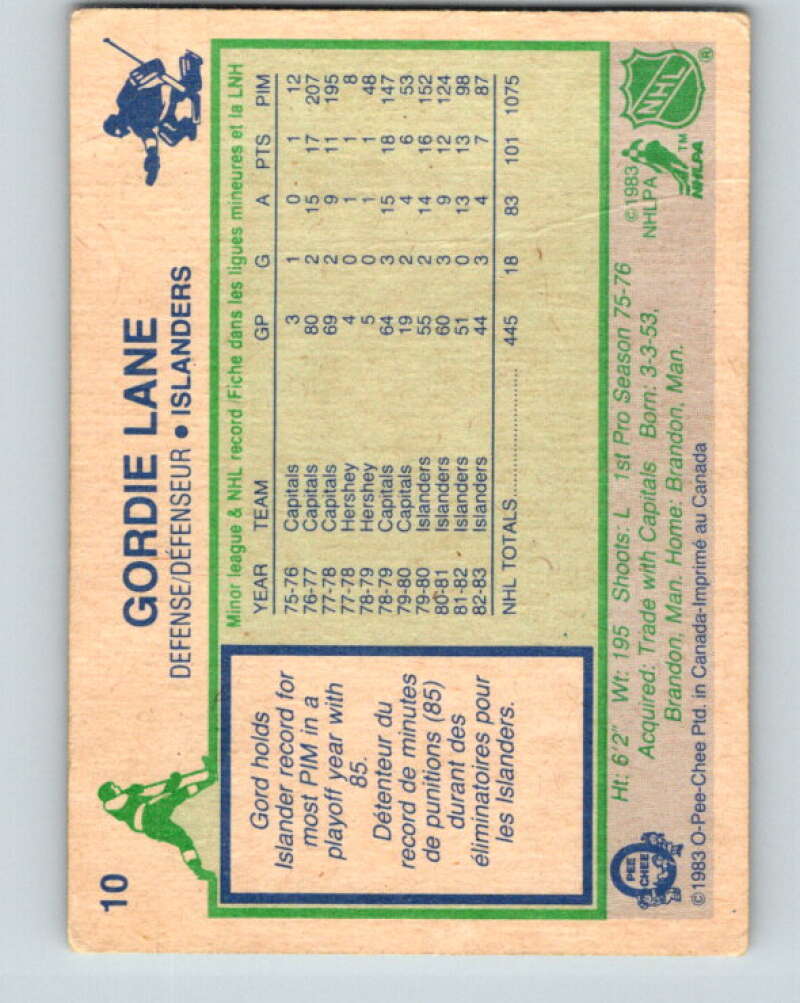 10
GORDIE LANE
DEFENSE/DÉFENSEUR • ISLANDERS
Gord holds
Islander record for
most PIM in a
playoff year with
85.
Détenteur du
record de minutes
de punitions (85)
durant des
éliminatoires pour
les Islanders.
Minor league & NHL record/Fiche dans les ligues mineures et la LNH
YEAR TEAM GP G A PTS PIM
75-76 Capitals 3 1 0 1 12
76-77 Capitals 80 2 15 17 207
77-78 Capitals 69 2 9 11 195
77-78 Hershey 4 0 1 1 8
78-79 Hershey 5 0 1 1 48
78-79 Capitals 64 3 15 18 147
79-80 Capitals 19 2 4 6 53
79-80 Islanders 55 2 14 16 152
80-81 Islanders 60 3 9 12 124
81-82 Islanders 51 0 13 13 98
82-83 Islanders 44 3 4 7 87
NHL TOTALS 445 18 83 101 1075
Ht: 6'2" Wt: 195 Shoots: L 1st Pro Season 75-76
Acquired: Trade with Capitals Born: 3-3-53,
Brandon, Man. Home: Brandon, Man.
©1983 O-Pee-Chee Ptd. in Canada-Imprimé au Canada
O
PEE
CHEE
©1983
NHLPA
NHL
®
TM
NHLPA